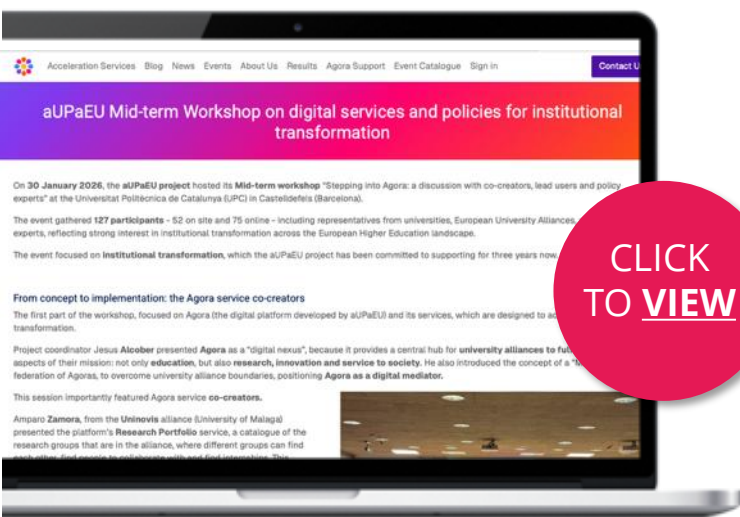 Acceleration Services Blog News Events About Us Results Agora Support Event Catalogue Sign in Contact U
aUPaEU Mid-term Workshop on digital services and policies for institutional
transformation
On 30 January 2026, the aUPaEU project hosted its Mid-term workshop "Stepping into Agora: a discussion with co-creators, lead users and policy
experts" at the Universitat Politècnica de Catalunya (UPC) in Castelldefels (Barcelona).
The event gathered 127 participants - 52 on site and 75 online - including representatives from universities, European University Alliances,
experts, reflecting strong interest in institutional transformation across the European Higher Education landscape.
The event focused on institutional transformation, which the aUPaEU project has been committed to supporting for three years now.
CLICK
TO VIEW
From concept to implementation: the Agora service co-creators
The first part of the workshop, focused on Agora (the digital platform developed by aUPaEU) and its services, which are designed to
transformation.
Project coordinator Jesus Alcober presented Agora as a "digital nexus", because it provides a central hub for university alliances to
aspects of their mission: not only education, but also research, innovation and service to society. He also introduced the concept of a
federation of Agoras, to overcome university alliance boundaries, positioning Agora as a digital mediator.
This session importantly featured Agora service co-creators.
Amparo Zamora, from the Uninovis alliance (University of Malaga)
presented the platform's Research Portfolio service, a catalogue of the
research groups that are in the alliance, where different groups can find
each other, find people to collaborate with and find internships. This